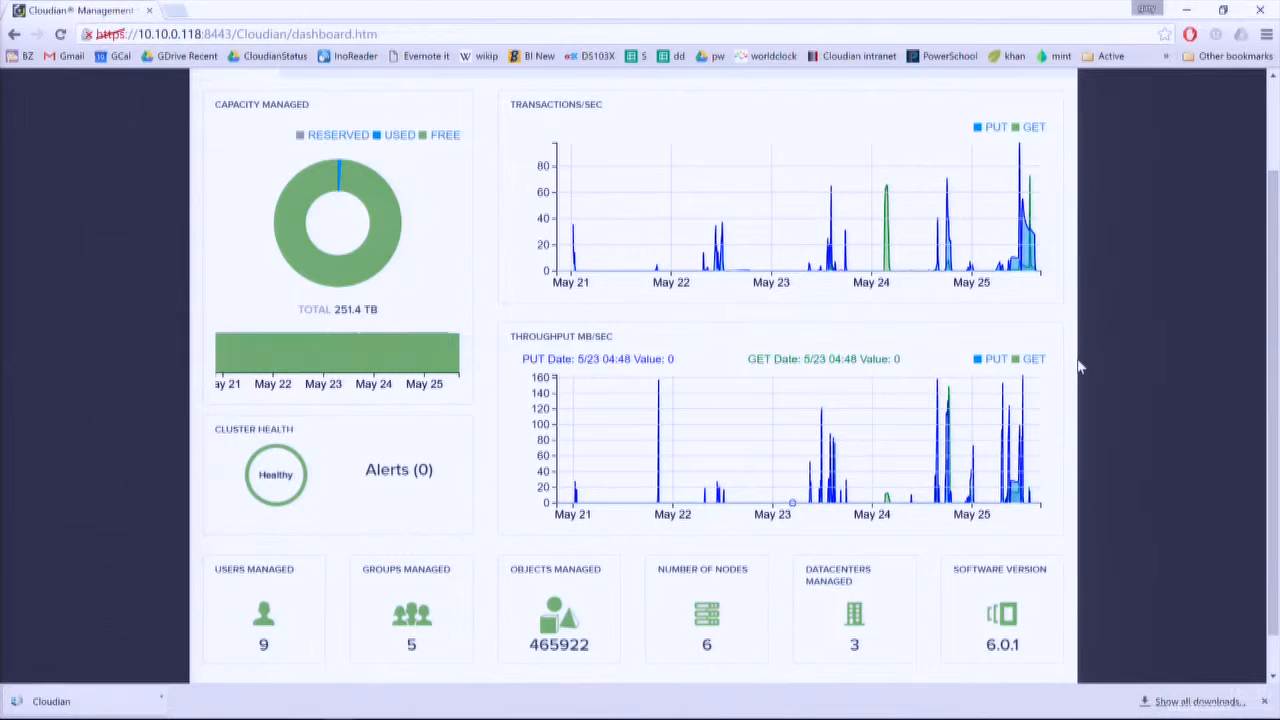 Cloudian® Management
gary
https://10.10.0.118:8443/Cloudian/dashboard.htm
BZ Gmail GCal GDrive Recent CloudianStatus InoReader Evernote it wikip BI New DS103X S dd pw worldclock Cloudian intranet PowerSchool khan mint Active » Other bookmarks
CAPACITY MANAGED
RESERVED USED FREE
TOTAL 251.4 TB
ay 21 May 22 May 23 May 24 May 25
CLUSTER HEALTH
Healthy
Alerts (0)
TRANSACTIONS/SEC
PUT GET
80
60
40
20
0
May 21 May 22 May 23 May 24 May 25
THROUGHPUT MB/SEC
PUT Date: 5/23 04:48 Value: 0 GET Date: 5/23 04:48 Value: 0 PUT GET
160
140
120
80
60
40
20
0
100
May 21 May 22 May 23 May 24 May 25
USERS MANAGED
9
GROUPS MANAGED
5
OBJECTS MANAGED
465922
NUMBER OF NODES
6
DATACENTERS
MANAGED
3
SOFTWARE VERSION
6.0.1
Cloudian
Show all downloads...